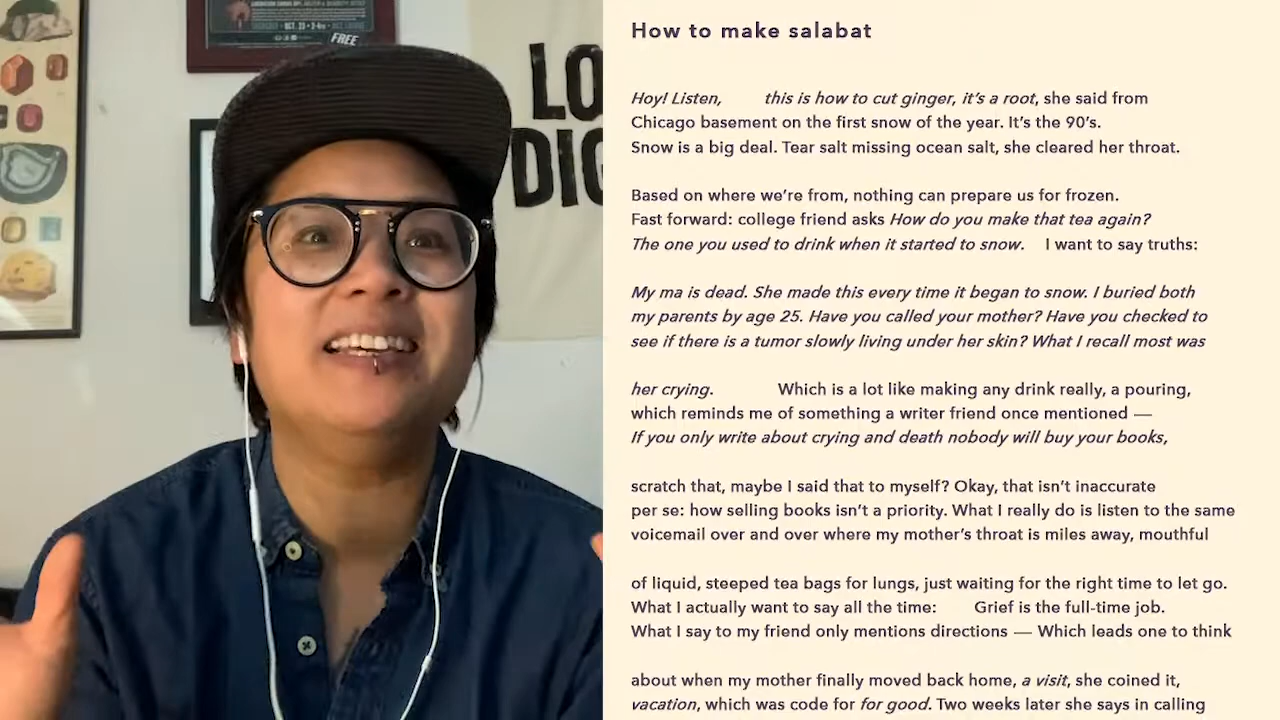 OCT. 23 • 2-4PM
FREE
LO
DIG
How to make salabat
Hoy! Listen, this is how to cut ginger, it’s a root, she said from
Chicago basement on the first snow of the year. It’s the 90’s.
Snow is a big deal. Tear salt missing ocean salt, she cleared her throat.
Based on where we’re from, nothing can prepare us for frozen.
Fast forward: college friend asks How do you make that tea again?
The one you used to drink when it started to snow. I want to say truths:
My ma is dead. She made this every time it began to snow. I buried both
my parents by age 25. Have you called your mother? Have you checked to
see if there is a tumor slowly living under her skin? What I recall most was
her crying. Which is a lot like making any drink really, a pouring,
which reminds me of something a writer friend once mentioned —
If you only write about crying and death nobody will buy your books,
scratch that, maybe I said that to myself? Okay, that isn’t inaccurate
per se: how selling books isn’t a priority. What I really do is listen to the same
voicemail over and over where my mother’s throat is miles away, mouthful
of liquid, steeped tea bags for lungs, just waiting for the right time to let go.
What I actually want to say all the time: Grief is the full-time job.
What I say to my friend only mentions directions — Which leads one to think
about when my mother finally moved back home, a visit, she coined it,
vacation, which was code for for good. Two weeks later she says in calling